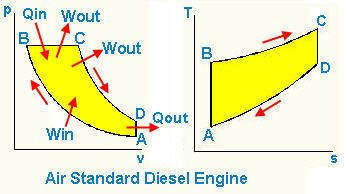 p
Qin
Wout
B
C
Wout
Win
D
A
Qout
v
T
C
B
D
A
s
Air Standard Diesel Engine